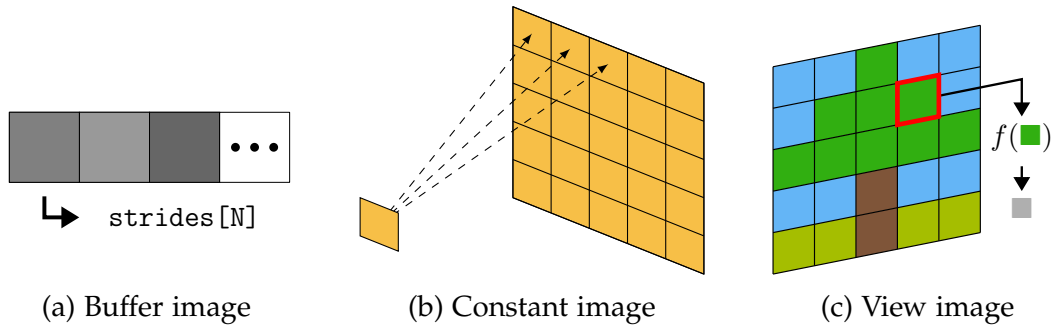 f(■)
strides[N]
(a) Buffer image
(b) Constant image
(c) View image